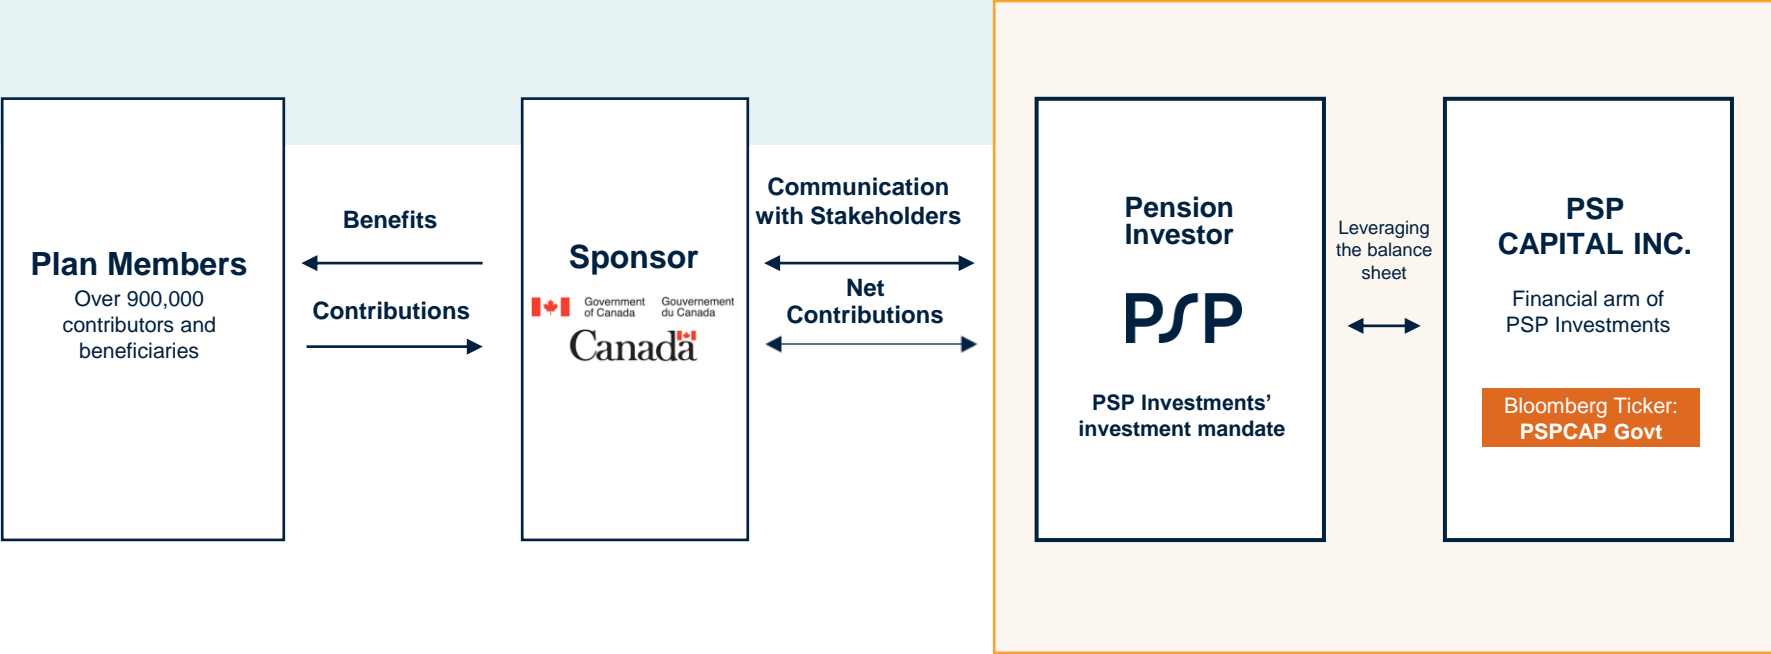 Plan Members
Over 900,000
contributors and
beneficiaries
Benefits
Contributions
Sponsor
Government
of Canada
Gouvernement
du Canada
Canada
Communication
with Stakeholders
Net
Contributions
Pension
Investor
PSP
PSP Investments’
investment mandate
Leveraging
the balance
sheet
PSP
CAPITAL INC.
Financial arm of
PSP Investments
Bloomberg Ticker:
PSPCAP Govt